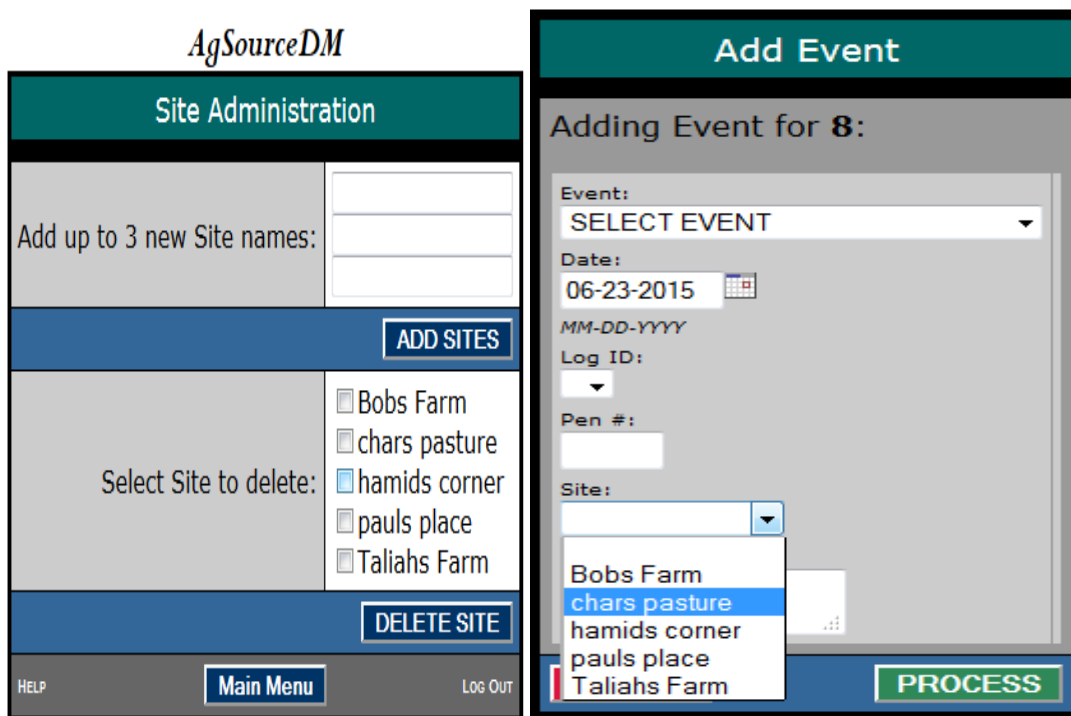 AgSourceDM
Site Administration
Add up to 3 new Site names:
ADD SITES
Select Site to delete:
Bobs Farm
chars pasture
hamids corner
pauls place
Taliahs Farm
DELETE SITE
HELP
Main Menu
LOG OUT
Add Event
Adding Event for 8:
Event:
SELECT EVENT
Date:
06-23-2015
MM-DD-YYYY
Log ID:
Pen #:
Site:
Bobs Farm
chars pasture
hamids corner
pauls place
Taliahs Farm
PROCESS